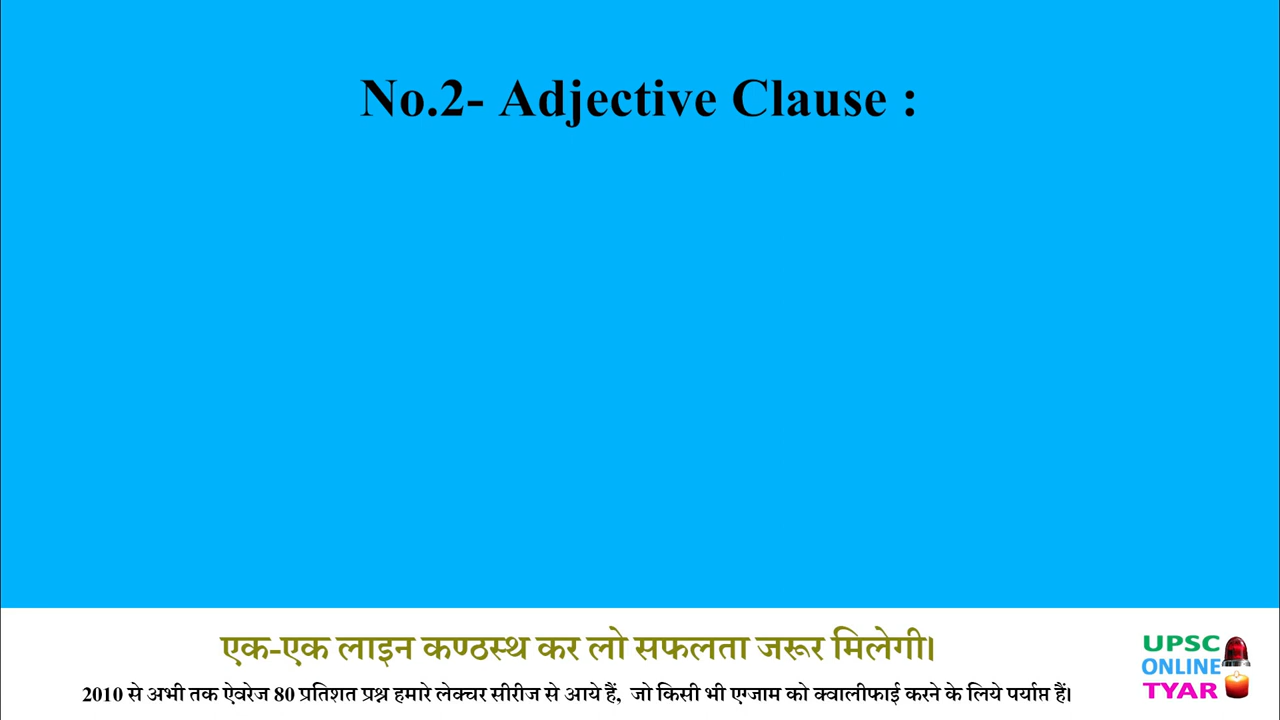 No.2- Adjective Clause :
एक-एक लाइन कण्ठस्थ कर लो सफलता जरूर मिलेगी।
2010 से अभी तक ऐवरेज 80 प्रतिशत प्रश्न हमारे लेक्चर सीरीज से आये हैं, जो किसी भी एग्जाम को क्वालीफाई करने के लिये पर्याप्त हैं।
UPSC
ONLINE
TYAR